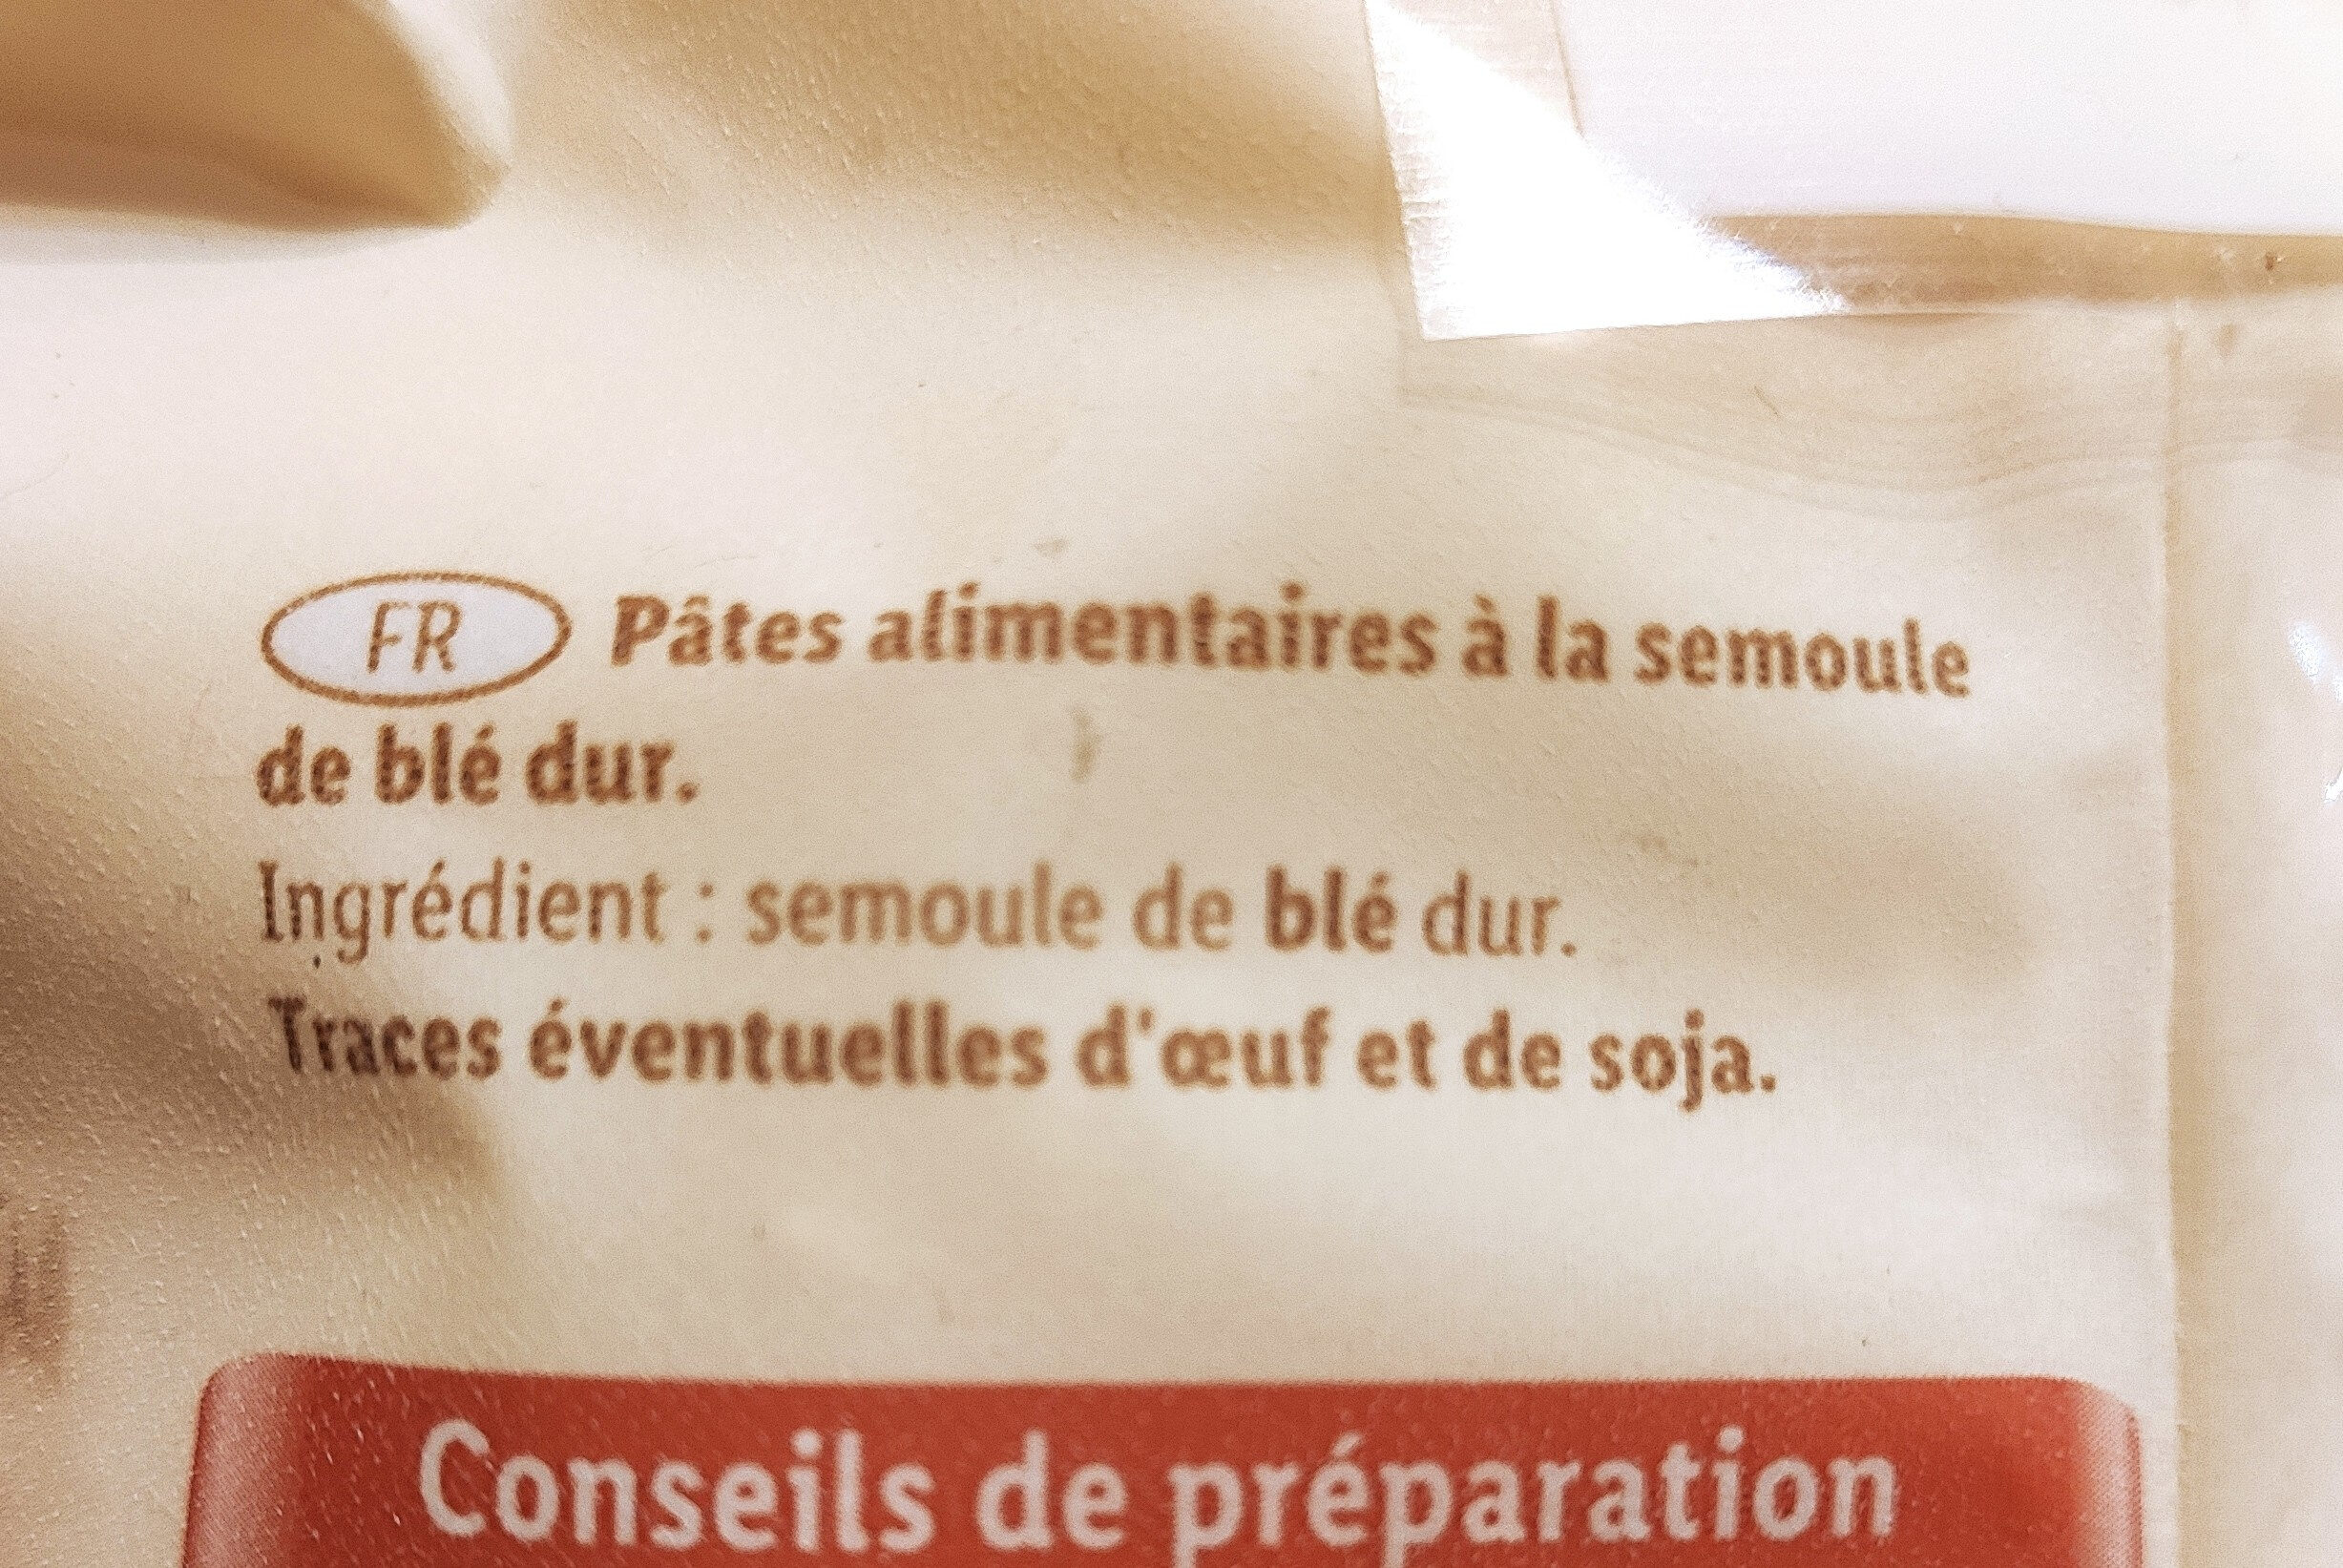 FR Pâtes alimentaires à la semoule
de blé dur.
Ingrédient : semoule de blé dur.
Traces éventuelles d'œuf et de soja.
Conseils de préparation